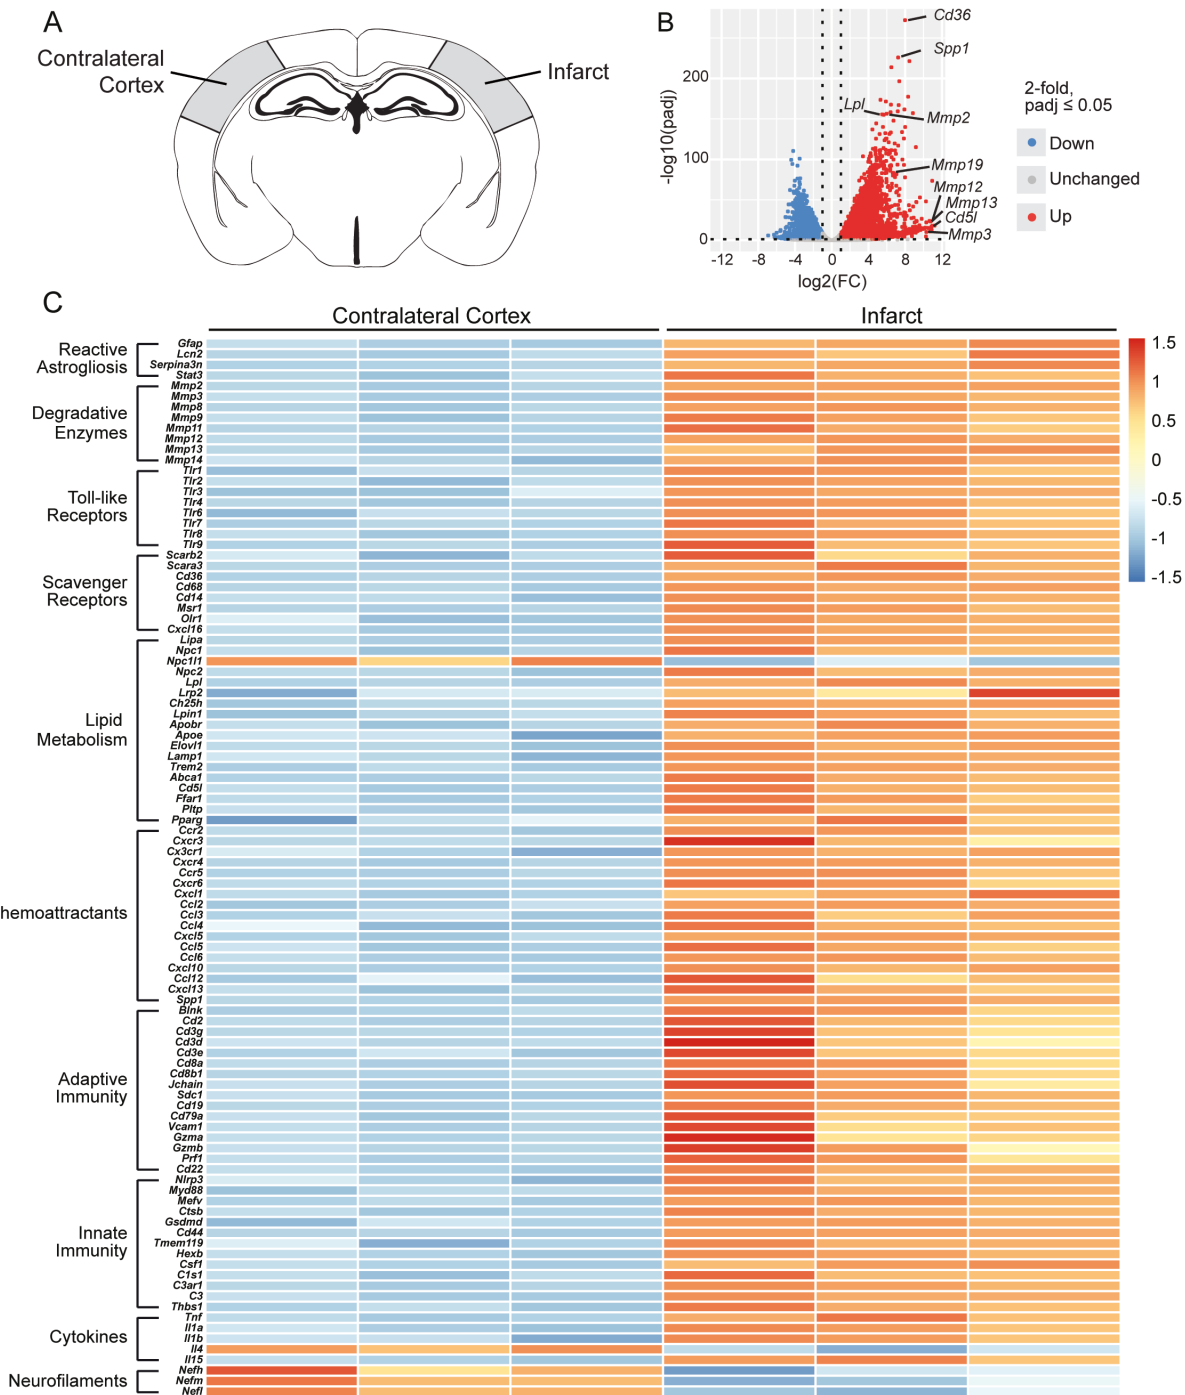 A
Contralateral
Cortex
Infarct
B
Cd36
Spp1
Lpl
Mmp2
Mmp19
Mmp12
Mmp13
Cd5l
Mmp3
-log10(padj)
200
100
0
-12 -8 -4 0 4 8 12
log2(FC)
2-fold,
padj ≤ 0.05
Down
Unchanged
Up
C
Contralateral Cortex
Infarct
Reactive
Astrogliosis
Gfap
Lcn2
Serpina3n
Stat3
Degradative
Enzymes
Mmp2
Mmp3
Mmp8
Mmp9
Mmp11
Mmp12
Mmp13
Mmp14
Toll-like
Receptors
Tlr1
Tlr2
Tlr3
Tlr4
Tlr6
Tlr7
Tlr8
Tlr9
Scavenger
Receptors
Scarb2
Scara3
Cd36
Cd68
Cd14
Msr1
Olr1
Cxcl16
Lipid
Metabolism
Lipa
Npc1
Npc1l1
Npc2
Lpl
Lrp2
Ch25h
Lpin1
Apobr
Apoe
Elovl1
Lamp1
Trem2
Abca1
Cd5l
Ffar1
Pltp
Pparg
hemoattractants
Ccr2
Cxcr3
Cx3cr1
Cxcr4
Ccr5
Cxcr6
Cxcl1
Ccl2
Ccl3
Ccl4
Cxcl5
Ccl5
Ccl6
Cxcl10
Ccl12
Cxcl13
Spp1
Adaptive
Immunity
Blnk
Cd2
Cd3g
Cd3d
Cd3e
Cd8a
Cd8b1
Jchain
Sdc1
Cd19
Cd79a
Vcam1
Gzma
Gzmb
Prf1
Cd22
Innate
Immunity
Nlrp3
Myd88
Mefv
Ctsb
Gsdmd
Cd44
Tmem119
Hexb
Csf1
C1s1
C3ar1
C3
Thbs1
Cytokines
Tnf
Il1a
Il1b
Il4
Il15
Neurofilaments
Nefh
Nefm
Nefl
1.5
1
0.5
0
-0.5
-1
-1.5